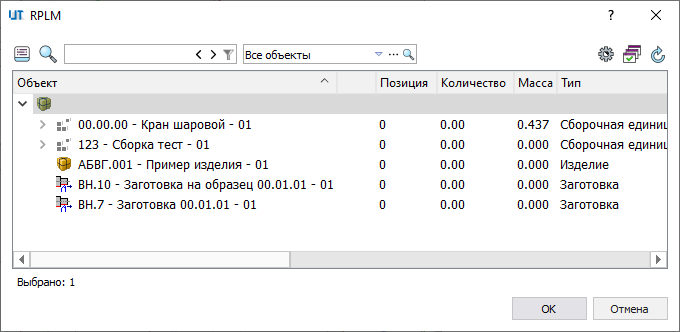 UT RPLM ?
Все объекты
Объект Позиция Количество Масса Тип
00.00.00 - Кран шаровой - 01 0 0.00 0.437 Сборочная единиц
123 - Сборка тест - 01 0 0.00 0.000 Сборочная единиц
АБВГ.001 - Пример изделия - 01 0 0.00 0.000 Изделие
ВН.10 - Заготовка на образец 00.01.01 - 01 0 0.00 0.000 Заготовка
ВН.7 - Заготовка 00.01.01 - 01 0 0.00 0.000 Заготовка
Выбрано: 1
OK Отмена